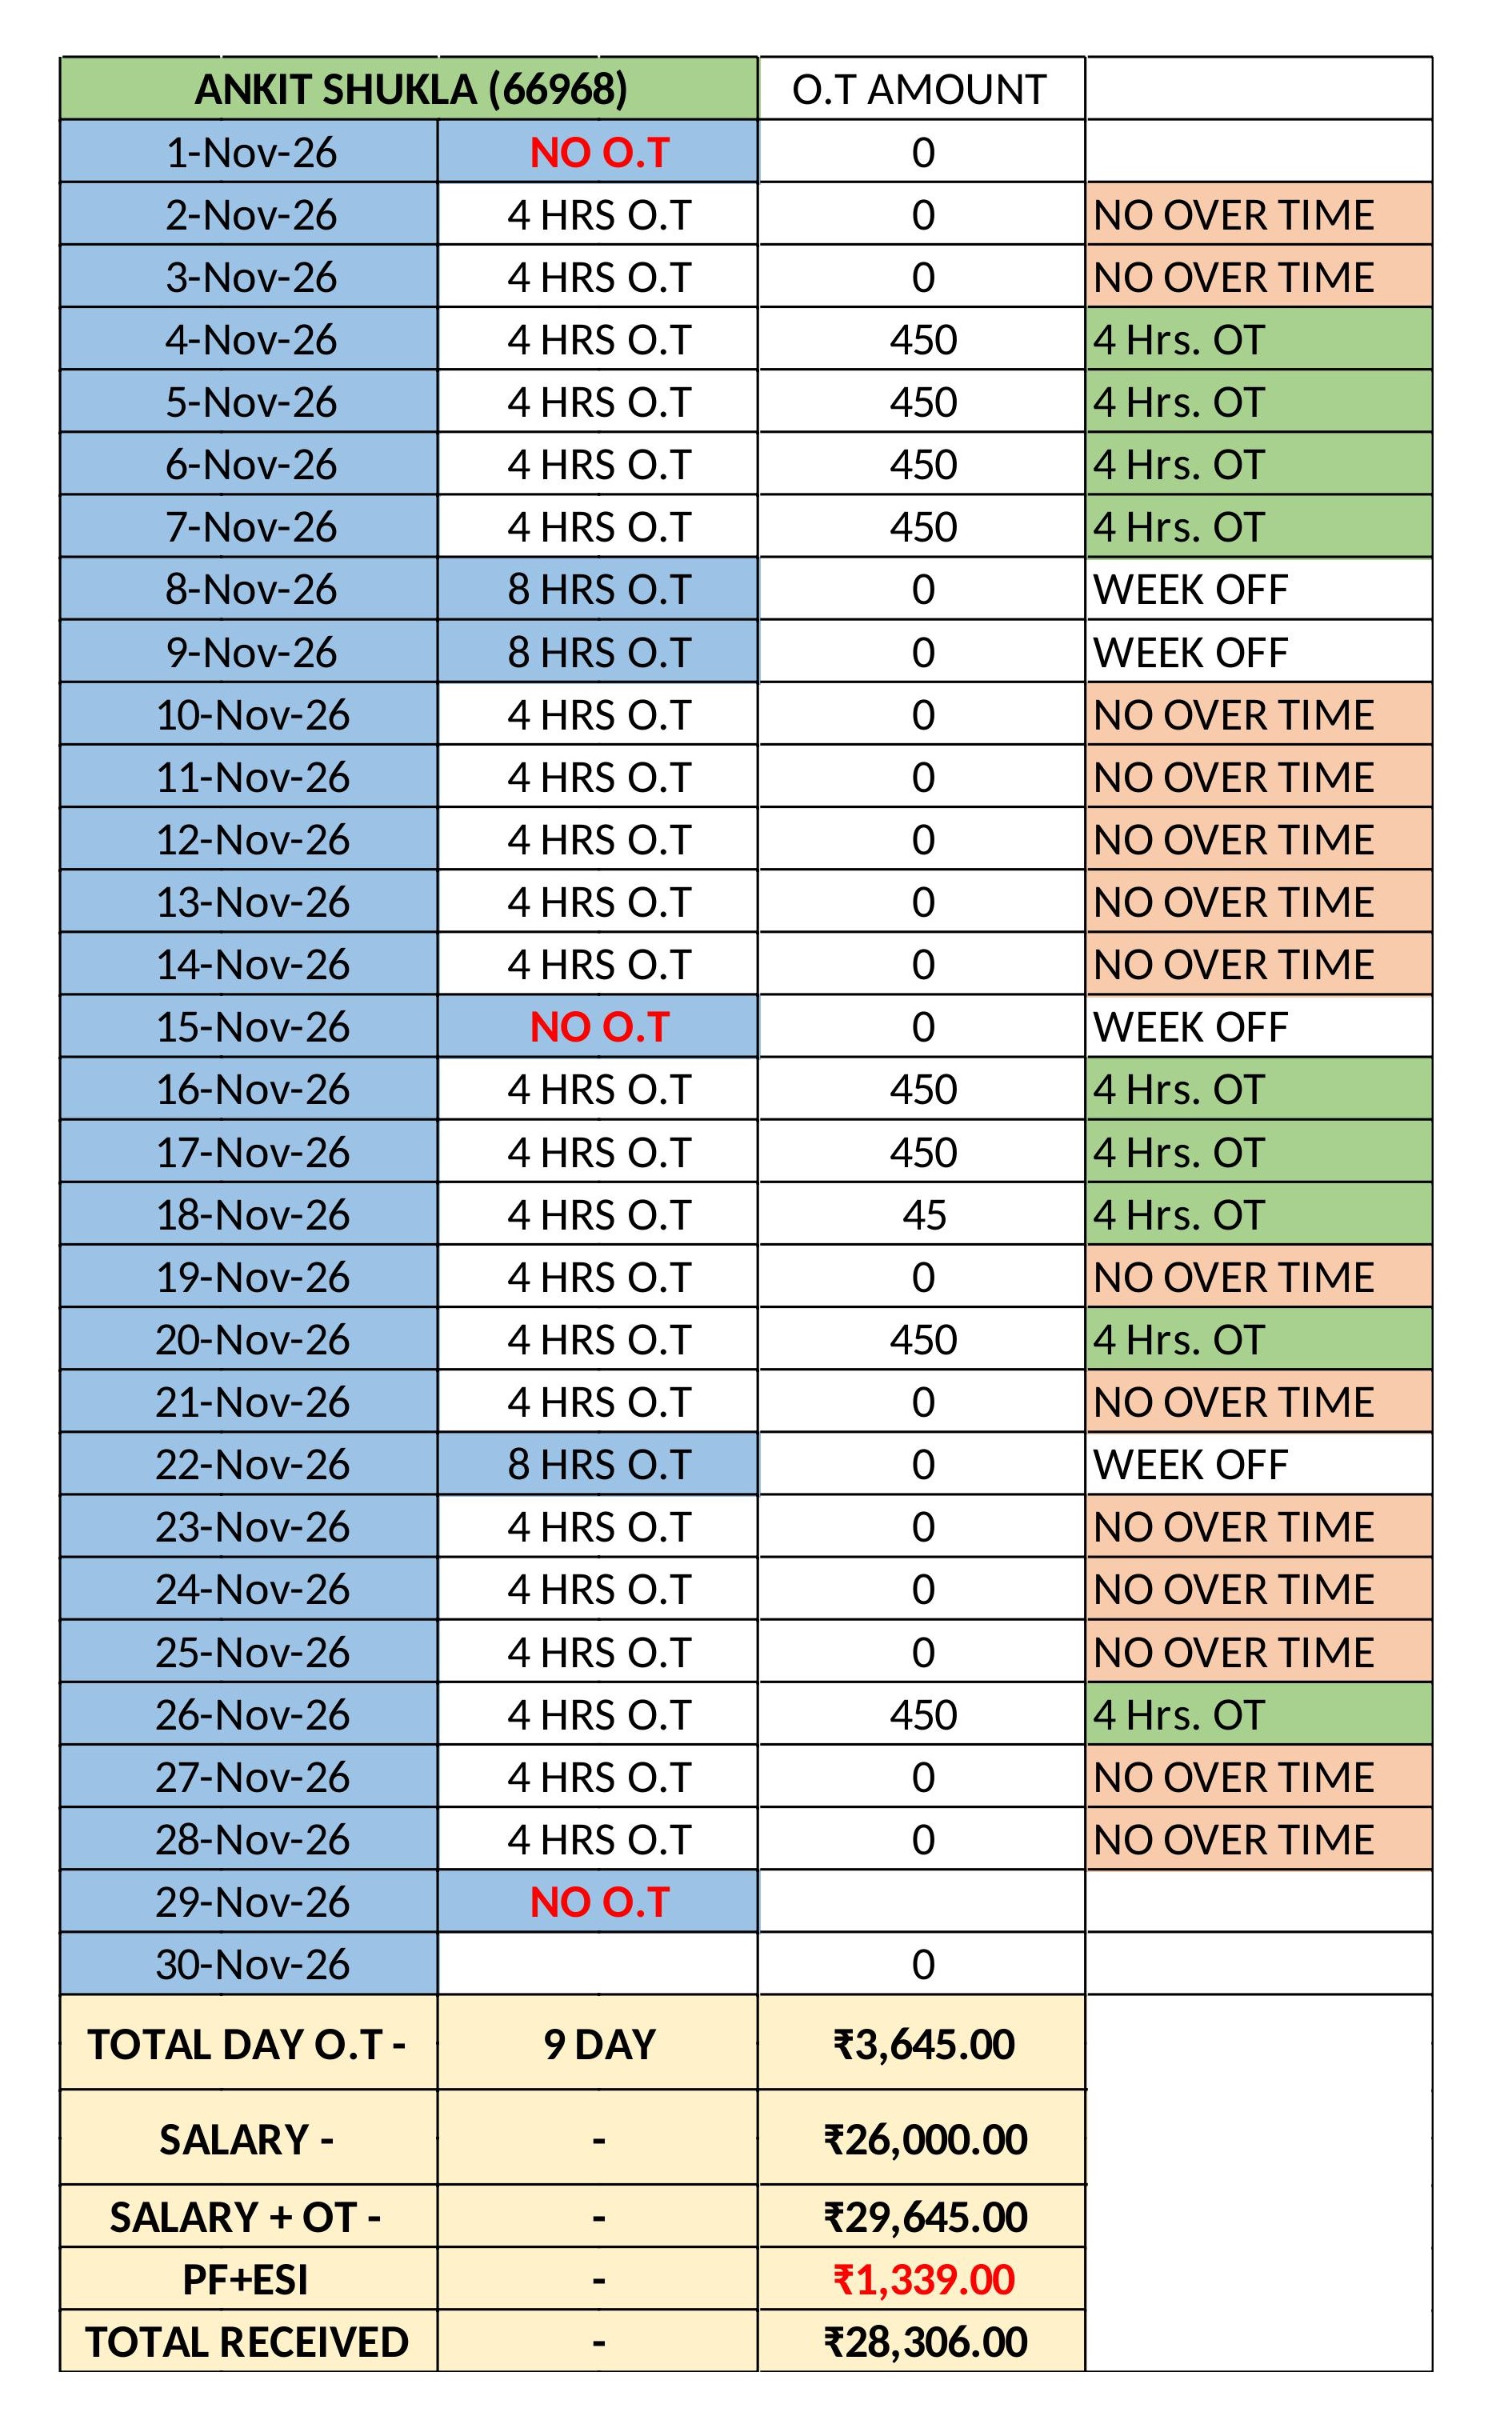 ANKIT SHUKLA (66968) O.T AMOUNT
1-Nov-26 NO O.T 0
2-Nov-26 4 HRS O.T 0 NO OVER TIME
3-Nov-26 4 HRS O.T 0 NO OVER TIME
4-Nov-26 4 HRS O.T 450 4 Hrs. OT
5-Nov-26 4 HRS O.T 450 4 Hrs. OT
6-Nov-26 4 HRS O.T 450 4 Hrs. OT
7-Nov-26 4 HRS O.T 450 4 Hrs. OT
8-Nov-26 8 HRS O.T 0 WEEK OFF
9-Nov-26 8 HRS O.T 0 WEEK OFF
10-Nov-26 4 HRS O.T 0 NO OVER TIME
11-Nov-26 4 HRS O.T 0 NO OVER TIME
12-Nov-26 4 HRS O.T 0 NO OVER TIME
13-Nov-26 4 HRS O.T 0 NO OVER TIME
14-Nov-26 4 HRS O.T 0 NO OVER TIME
15-Nov-26 NO O.T 0 WEEK OFF
16-Nov-26 4 HRS O.T 450 4 Hrs. OT
17-Nov-26 4 HRS O.T 450 4 Hrs. OT
18-Nov-26 4 HRS O.T 45 4 Hrs. OT
19-Nov-26 4 HRS O.T 0 NO OVER TIME
20-Nov-26 4 HRS O.T 450 4 Hrs. OT
21-Nov-26 4 HRS O.T 0 NO OVER TIME
22-Nov-26 8 HRS O.T 0 WEEK OFF
23-Nov-26 4 HRS O.T 0 NO OVER TIME
24-Nov-26 4 HRS O.T 0 NO OVER TIME
25-Nov-26 4 HRS O.T 0 NO OVER TIME
26-Nov-26 4 HRS O.T 450 4 Hrs. OT
27-Nov-26 4 HRS O.T 0 NO OVER TIME
28-Nov-26 4 HRS O.T 0 NO OVER TIME
29-Nov-26 NO O.T
30-Nov-26 0
TOTAL DAY O.T - 9 DAY ₹3,645.00
SALARY - - ₹26,000.00
SALARY + OT - - ₹29,645.00
PF+ESI - ₹1,339.00
TOTAL RECEIVED - ₹28,306.00